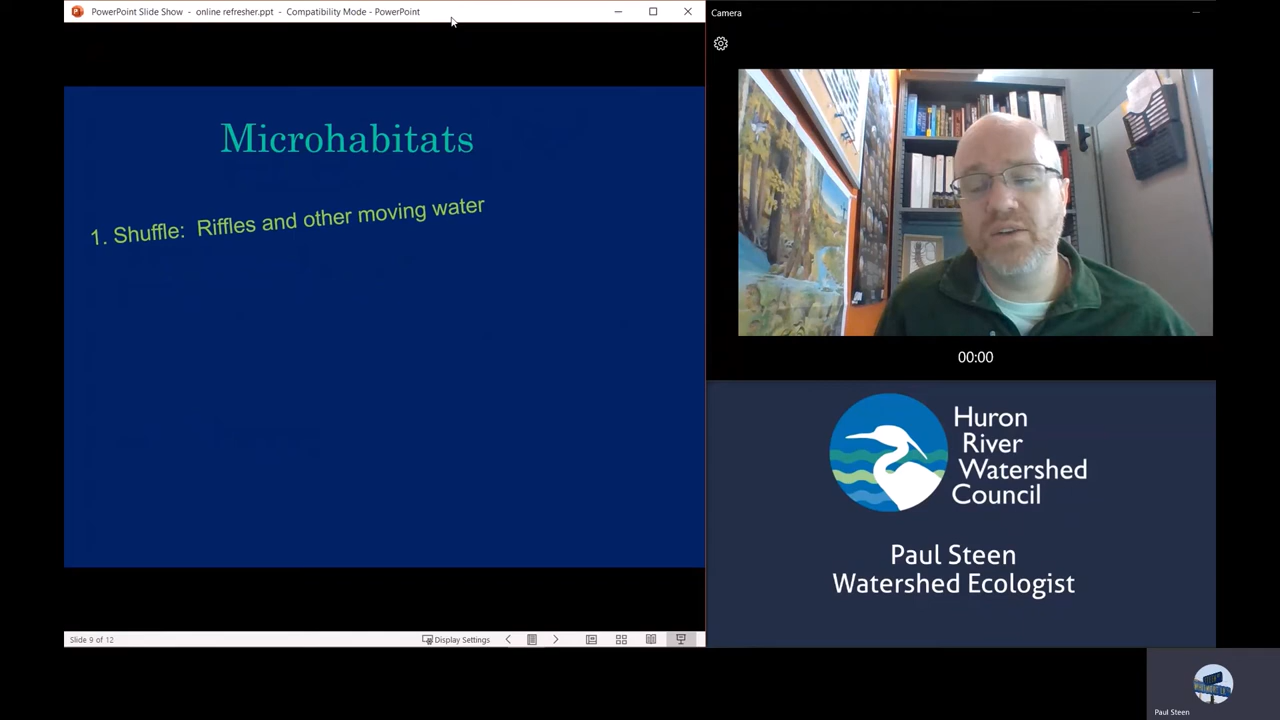 PowerPoint Slide Show - online refresher.ppt - Compatibility Mode - PowerPoint
Camera
Microhabitats
1. Shuffle: Riffles and other moving water
00:00
Huron
River
Watershed
Council
Paul Steen
Watershed Ecologist
Slide 9 of 12
Display Settings
Paul Steen